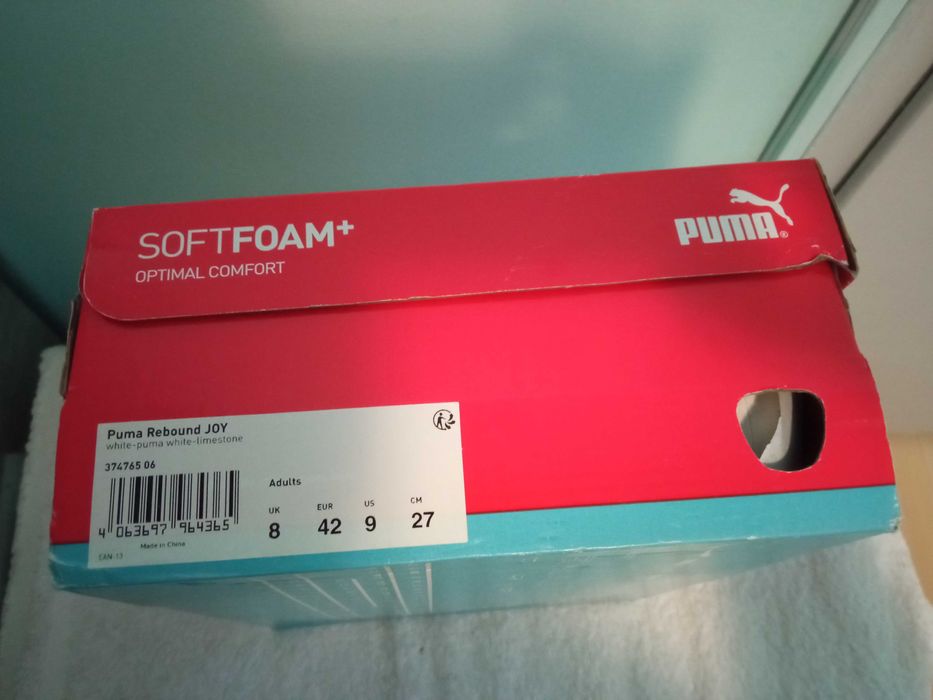 SOFTFOAM+
OPTIMAL COMFORT
PUMA®
Puma Rebound JOY
white-puma white-limestone
374765 06
Adults
UK EUR US CM
8 42 9 27
4 063697 964365
Made in China
EAN-13